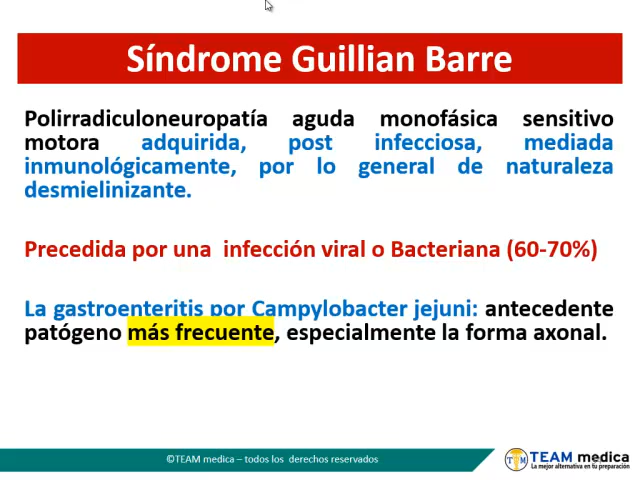 Síndrome Guillian Barre
Polirradiculoneuropatía aguda monofásica sensitivo
motora adquirida, post infecciosa, mediada
inmunológicamente, por lo general de naturaleza
desmielinizante.
Precedida por una infección viral o Bacteriana (60-70%)
La gastroenteritis por Campylobacter jejuni: antecedente
patógeno más frecuente, especialmente la forma axonal.
©TEAM medica – todos los derechos reservados
TM TEAM medica
La mejor alternativa en tu preparación